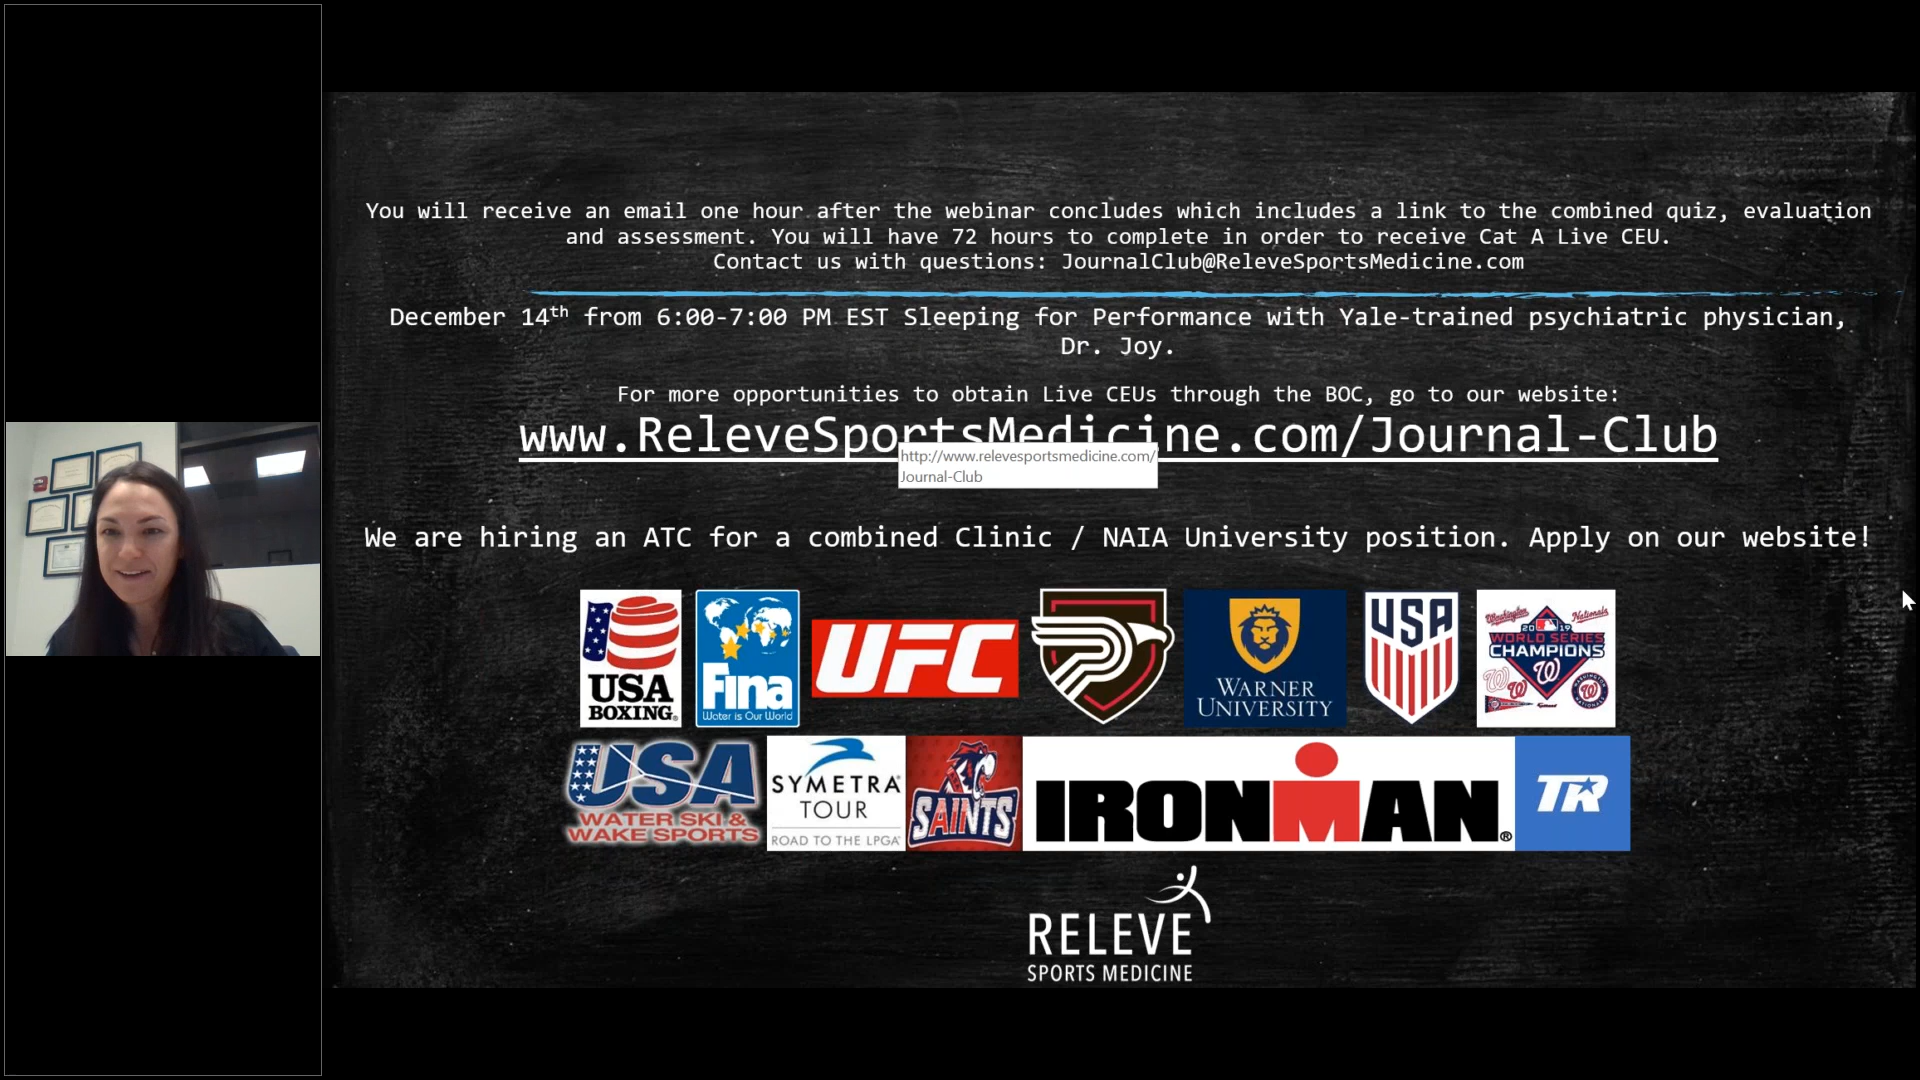 You will receive an email one hour after the webinar concludes which includes a link to the combined quiz, evaluation
and assessment. You will have 72 hours to complete in order to receive Cat A Live CEU.
Contact us with questions: JournalClub@ReleveSportsMedicine.com
December 14th from 6:00-7:00 PM EST Sleeping for Performance with Yale-trained psychiatric physician,
Dr. Joy.
For more opportunities to obtain Live CEUs through the BOC, go to our website:
www.ReleveSportsMedicine.com/Journal-Club
http://www.relevesportsmedicine.com/
Journal-Club
We are hiring an ATC for a combined Clinic / NAIA University position. Apply on our website!
USA
BOXING®
FINA
Water is Our World
UFC
WARNER
UNIVERSITY
USA
Washington Nationals
2019
WORLD SERIES
CHAMPIONS
W
W
W
W
USA
WATER SKI &
WAKE SPORTS
SYMETRA®
TOUR
ROAD TO THE LPGA
SAINTS
IRONMAN®
TR
RELEVE
SPORTS MEDICINE